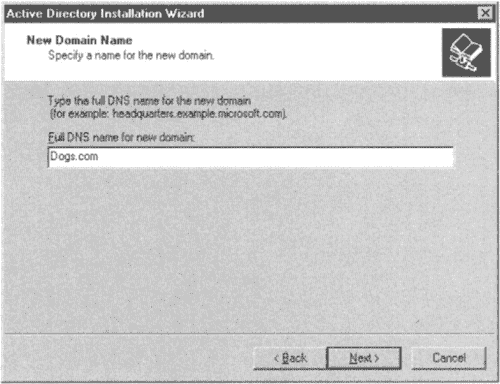 Active Directory Installation Wizard
New Domain Name
Specify a name for the new domain.
Type the full DNS name for the new domain
(for example: headquarters.example.microsoft.com).
Full DNS name for new domain:
Dogs.com
< Back
Next >
Cancel